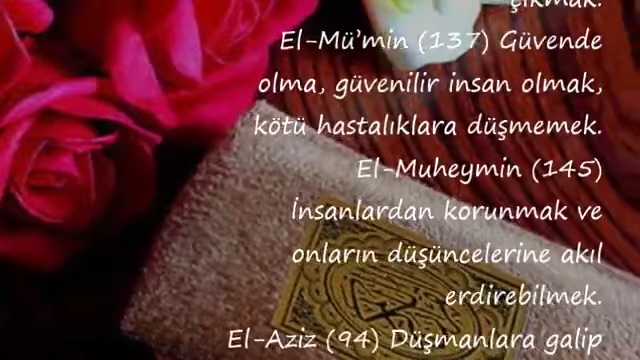 çıkmak.
El-Mü’min (137) Güvende
olma, güvenilir insan olmak,
kötü hastalıklara düşmemek.
El-Muheymin (145)
İnsanlardan korunmak ve
onların düşüncelerine akıl
erdirebilmek.
El-Aziz (94) Düşmanlara galip